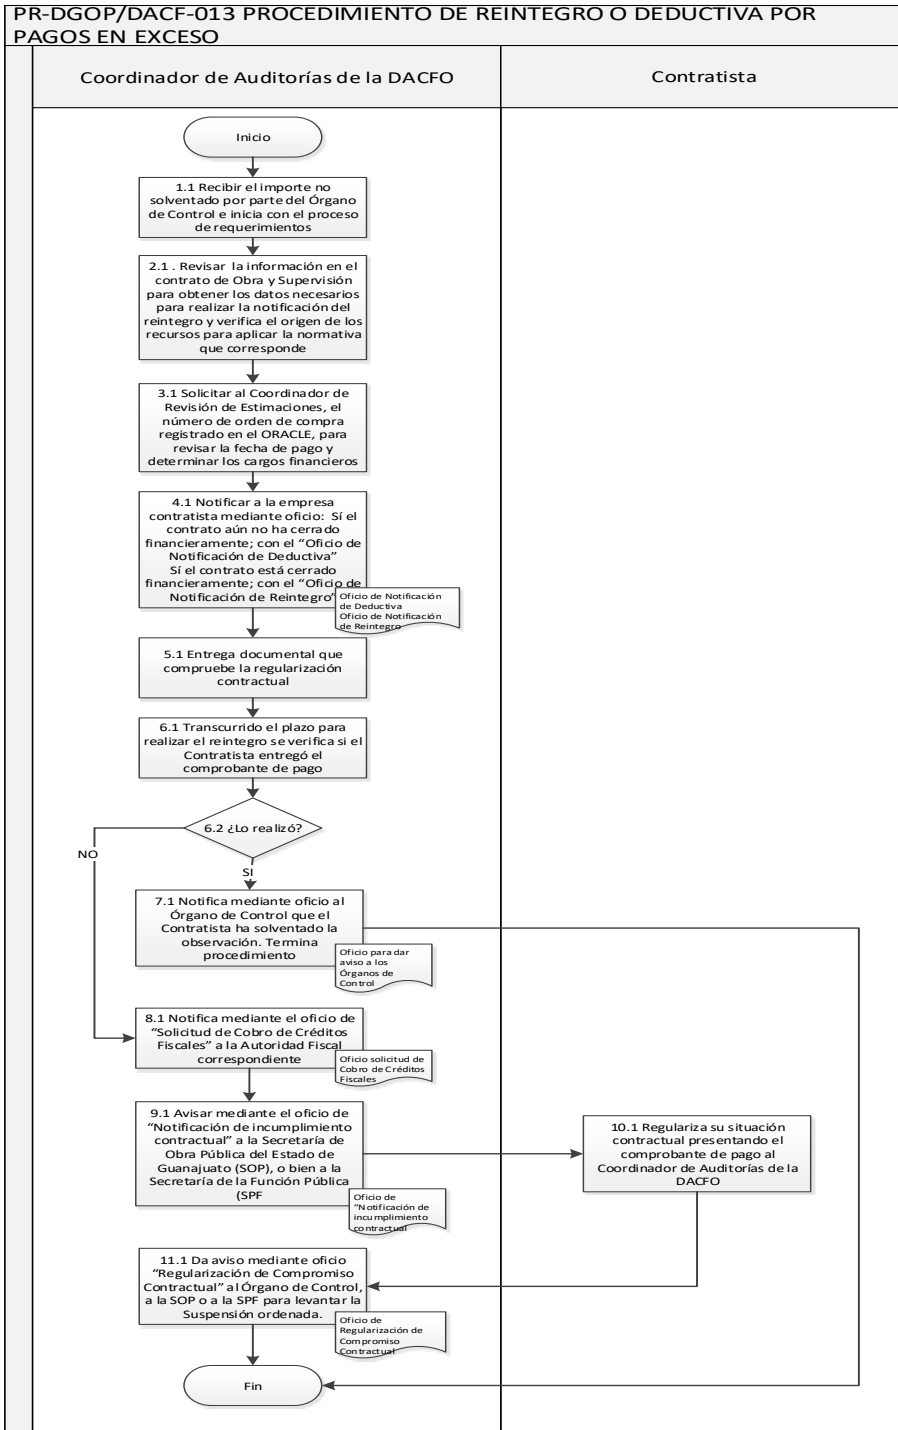 PR-DGOP/DACF-013 PROCEDIMIENTO DE REINTEGRO O DEDUCTIVA POR
PAGOS EN EXCESO
Coordinador de Auditorías de la DACFO
Contratista
Inicio
1.1 Recibir el importe no
solventado por parte del Órgano
de Control e inicia con el proceso
de requerimientos
2.1 . Revisar la información en el
contrato de Obra y Supervisión
para obtener los datos necesarios
para realizar la notificación del
reintegro y verifica el origen de los
recursos para aplicar la normativa
que corresponde
3.1 Solicitar al Coordinador de
Revisión de Estimaciones, el
número de orden de compra
registrado en el ORACLE, para
revisar la fecha de pago y
determinar los cargos financieros
4.1 Notificar a la empresa
contratista mediante oficio: Sí el
contrato aún no ha cerrado
financieramente; con el “Oficio de
Notificación de Deductiva”
Sí el contrato está cerrado
financieramente; con el “Oficio de
Notificación de Reintegro”
Oficio de Notificación
de Deductiva
Oficio de Notificación
de Reintegro
5.1 Entrega documental que
compruebe la regularización
contractual
6.1 Transcurrido el plazo para
realizar el reintegro se verifica si el
Contratista entregó el
comprobante de pago
6.2 ¿Lo realizó?
NO
SI
7.1 Notifica mediante oficio al
Órgano de Control que el
Contratista ha solventado la
observación. Termina
procedimiento
Oficio para dar
aviso a los
Órganos de
Control
8.1 Notifica mediante el oficio de
“Solicitud de Cobro de Créditos
Fiscales” a la Autoridad Fiscal
correspondiente
Oficio solicitud de
Cobro de Créditos
Fiscales
9.1 Avisar mediante el oficio de
“Notificación de incumplimiento
contractual” a la Secretaría de
Obra Pública del Estado de
Guanajuato (SOP), o bien a la
Secretaría de la Función Pública
(SPF
Oficio de
“Notificación de
incumplimiento
contractual
10.1 Regulariza su situación
contractual presentando el
comprobante de pago al
Coordinador de Auditorías de la
DACFO
11.1 Da aviso mediante oficio
“Regularización de Compromiso
Contractual” al Órgano de Control,
a la SOP o a la SPF para levantar la
Suspensión ordenada.
Oficio de
Regularización de
Compromiso
Contractual
Fin